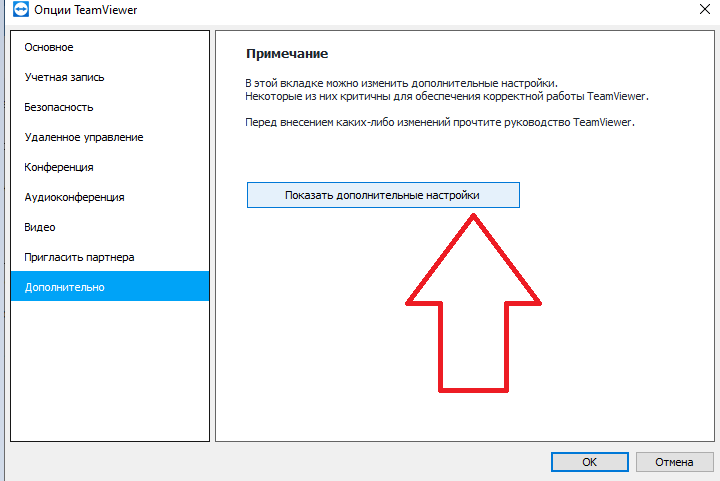 Опции TeamViewer
Основное
Учетная запись
Безопасность
Удаленное управление
Конференция
Аудиоконференция
Видео
Пригласить партнера
Дополнительно
Примечание
В этой вкладке можно изменить дополнительные настройки.
Некоторые из них критичны для обеспечения корректной работы TeamViewer.
Перед внесением каких-либо изменений прочтите руководство TeamViewer.
Показать дополнительные настройки
OK
Отмена